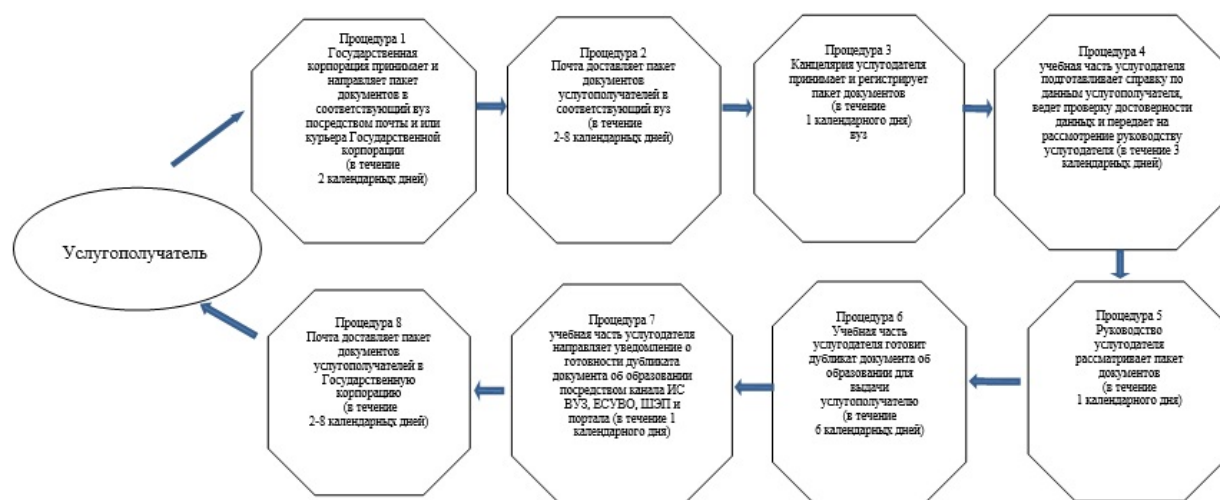 Услугополучатель
Процедура 1
Государственная
корпорация принимает и
направляет пакет
документов в
соответствующий вуз
посредством почты и или
курьера Государственной
корпорации
(в течение
2 календарных дней)
Процедура 2
Почта доставляет пакет
документов
услугополучателей в
соответствующий вуз
(в течение
2-8 календарных дней)
Процедура 3
Канцелярия услугодателя
принимает и регистрирует
пакет документов
(в течение
1 календарного дня)
вуз
Процедура 4
учебная часть услугодателя
подготавливает справку по
данным услугополучателя,
ведет проверку достоверности
данных и передает на
рассмотрение руководству
услугодателя (в течение 3
календарных дней)
Процедура 5
Руководство
услугодателя
рассматривает пакет
документов
(в течение
1 календарного дня)
Процедура 6
Учебная часть
услугодателя готовит
дубликат документа об
образовании для
выдачи
услугополучателю
(в течение
6 календарных дней)
Процедура 7
учебная часть услугодателя
направляет уведомление о
готовности дубликата
документа об образовании
посредством канала ИС
ВУЗ, ЕСУВО, ШЭП и
портала (в течение 1
календарного дня)
Процедура 8
Почта доставляет пакет
документов
услугополучателей в
Государственную
корпорацию
(в течение
2-8 календарных дней)